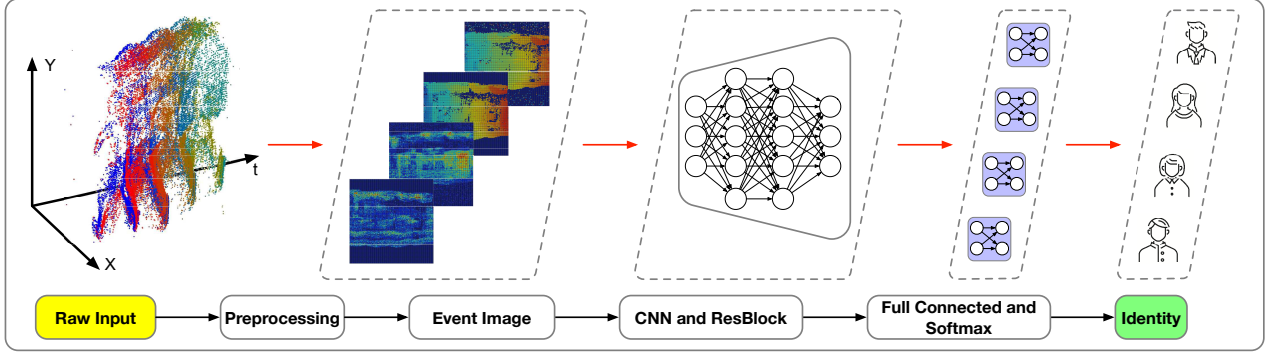 Y
t
X
Raw Input
Preprocessing
Event Image
CNN and ResBlock
Full Connected and
Softmax
Identity